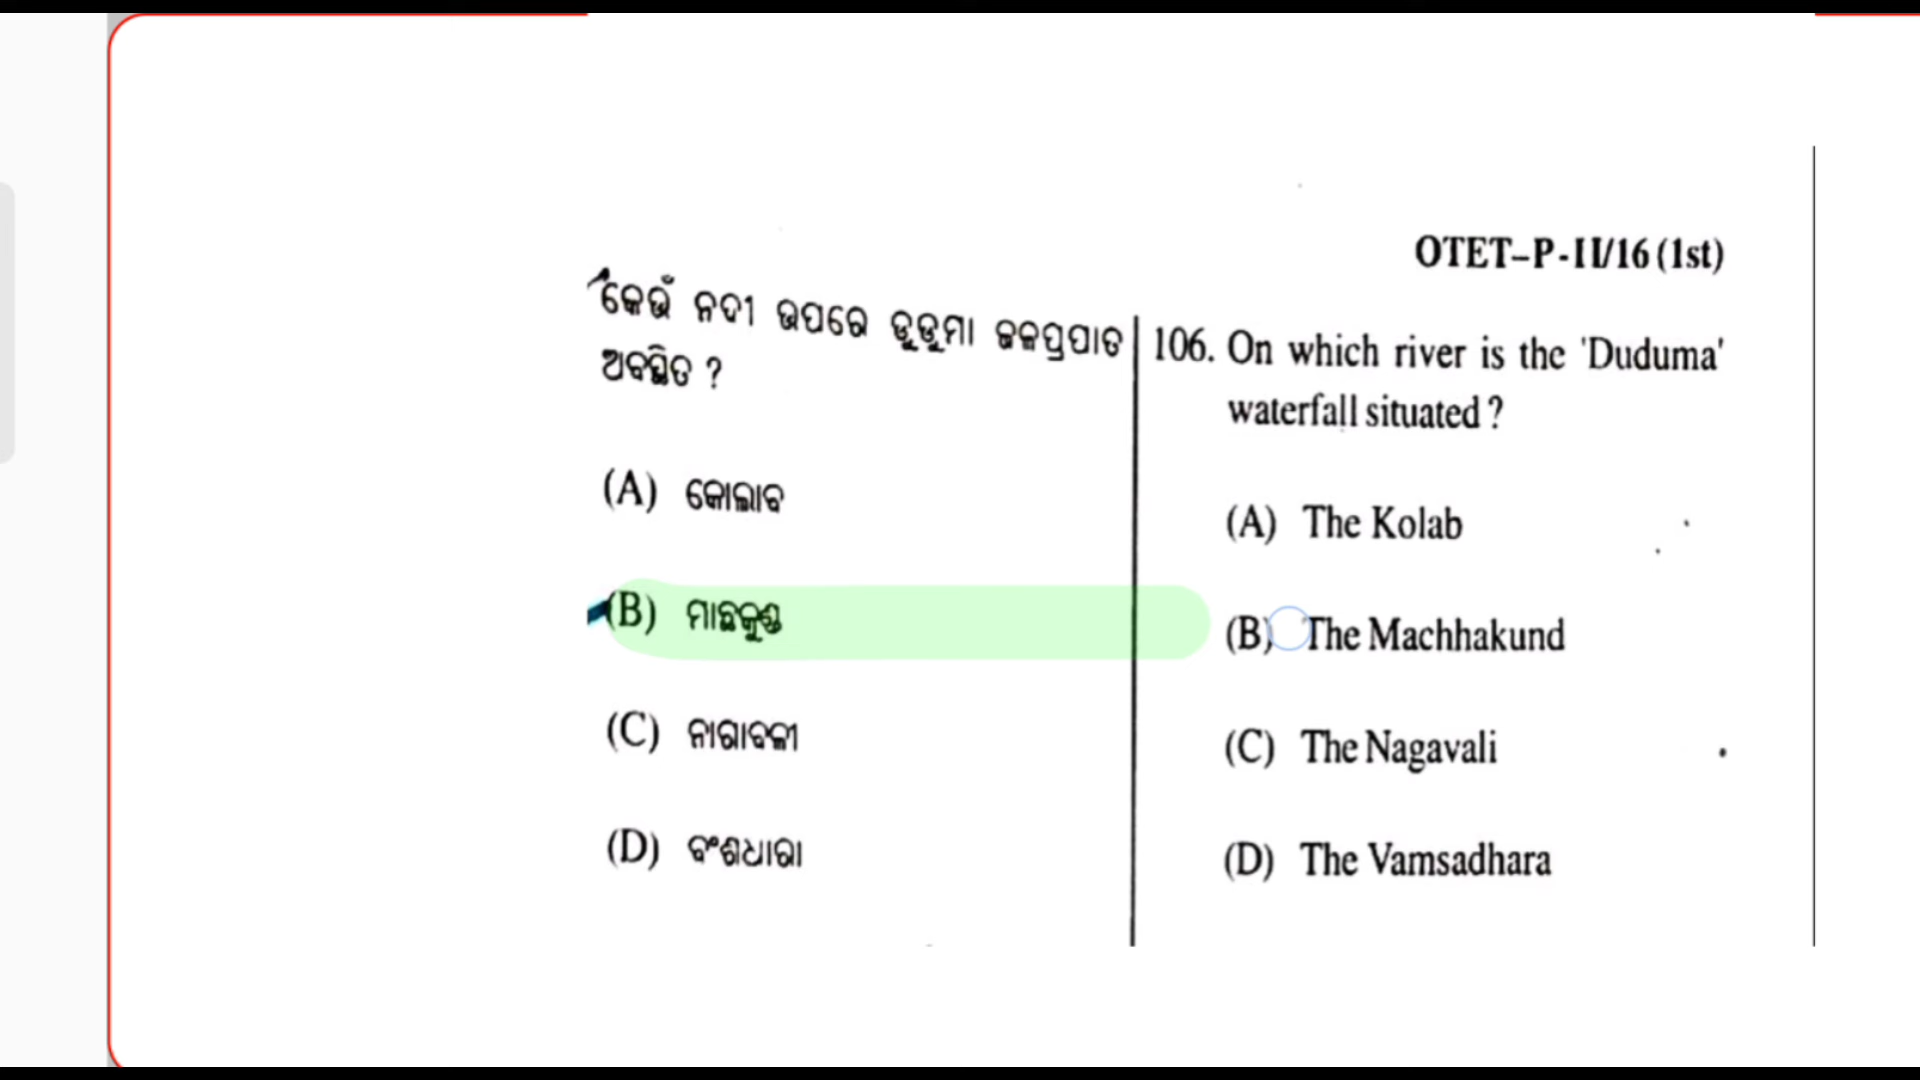 OTET–P-II/16 (1st)
କେଉଁ ନଦୀ ଉପରେ ଡୁଡୁମା ଜଳପ୍ରପାତ
ଅବସ୍ଥିତ ?
(A) କୋଲାବ
(B) ମାଛକୁଣ୍ଡ
(C) ନାଗାବଳୀ
(D) ବଂଶଧାରା
106. On which river is the 'Duduma'
waterfall situated ?
(A) The Kolab
(B) The Machhakund
(C) The Nagavali
(D) The Vamsadhara